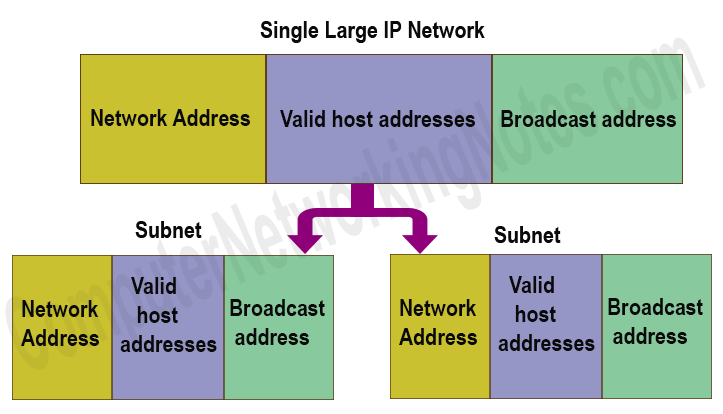 Single Large IP Network
Network Address
Valid host addresses
Broadcast address
Subnet
Network
Address
Valid
host
addresses
Broadcast
address
Subnet
Network
Address
Valid
host
addresses
Broadcast
address
ComputerNetworkingNotes.com